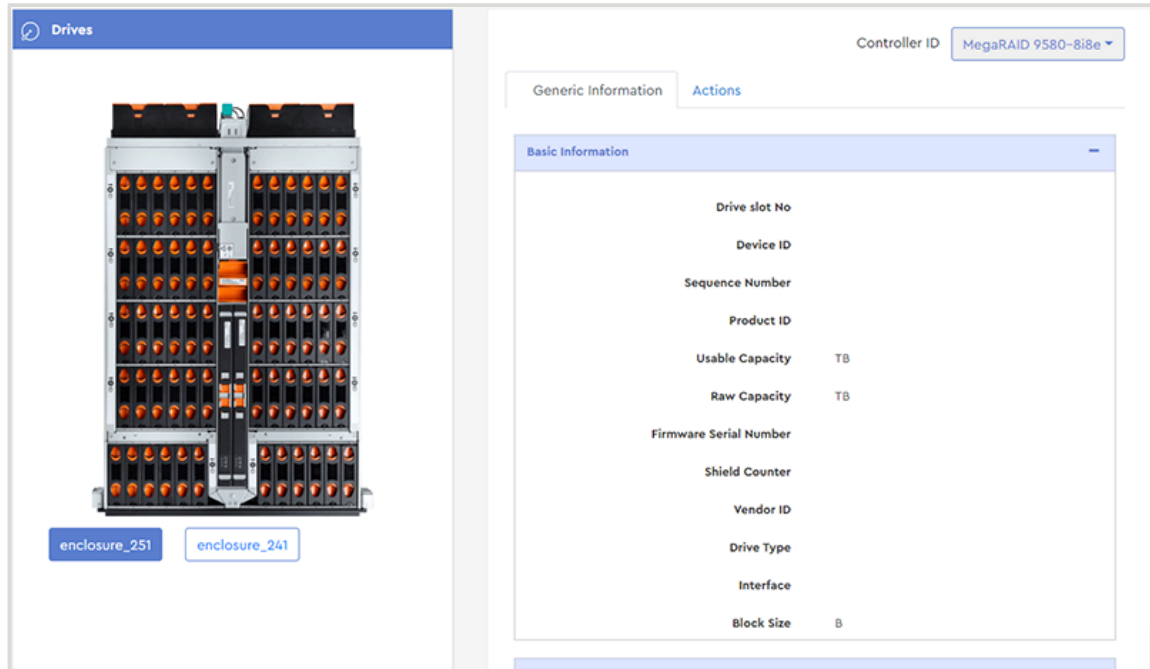 Drives
enclosure_251 enclosure_241
Controller ID MegaRAID 9580-8i8e
Generic Information Actions
Basic Information
Drive slot No
Device ID
Sequence Number
Product ID
Usable Capacity TB
Raw Capacity TB
Firmware Serial Number
Shield Counter
Vendor ID
Drive Type
Interface
Block Size B